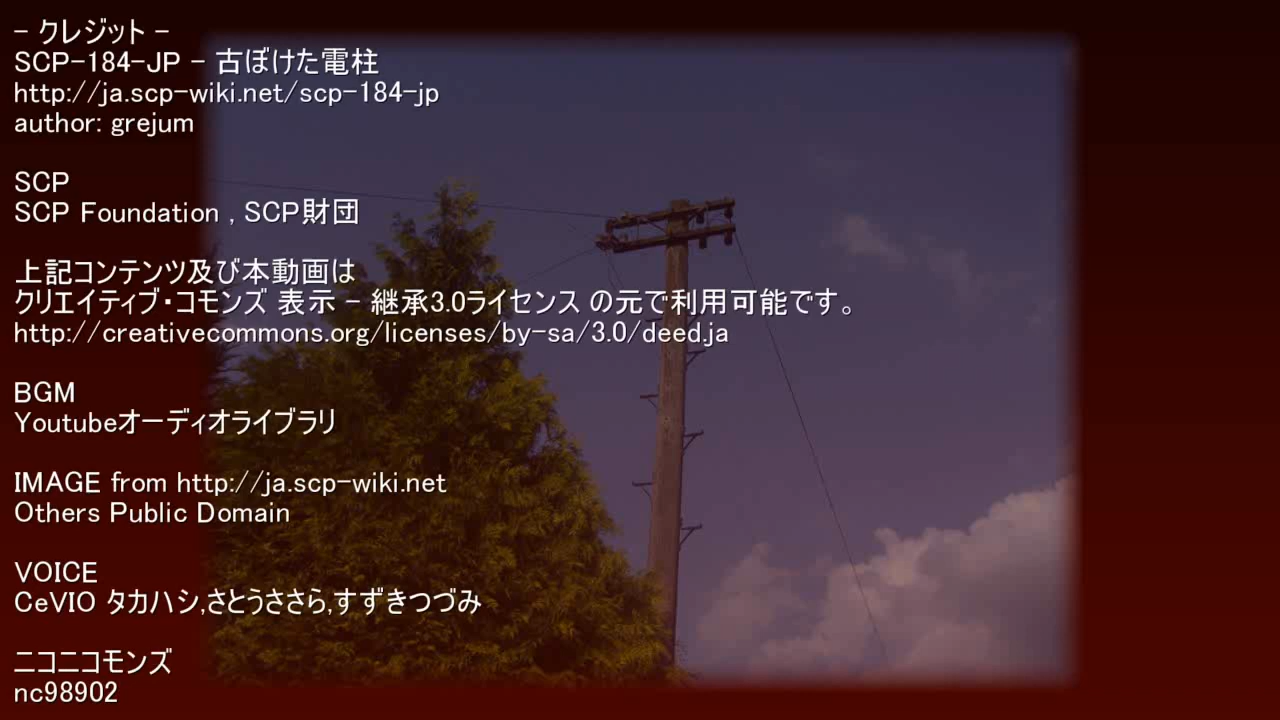 - クレジット -
SCP-184-JP - 古ぼけた電柱
http://ja.scp-wiki.net/scp-184-jp
author: grejum
SCP
SCP Foundation , SCP財団
上記コンテンツ及び本動画は
クリエイティブ・コモンズ 表示 - 継承3.0ライセンス の元で利用可能です。
http://creativecommons.org/licenses/by-sa/3.0/deed.ja
BGM
Youtubeオーディオライブラリ
IMAGE from http://ja.scp-wiki.net
Others Public Domain
VOICE
CeVIO タカハシ,さとうささら,すずきつづみ
ニコニコモンズ
nc98902